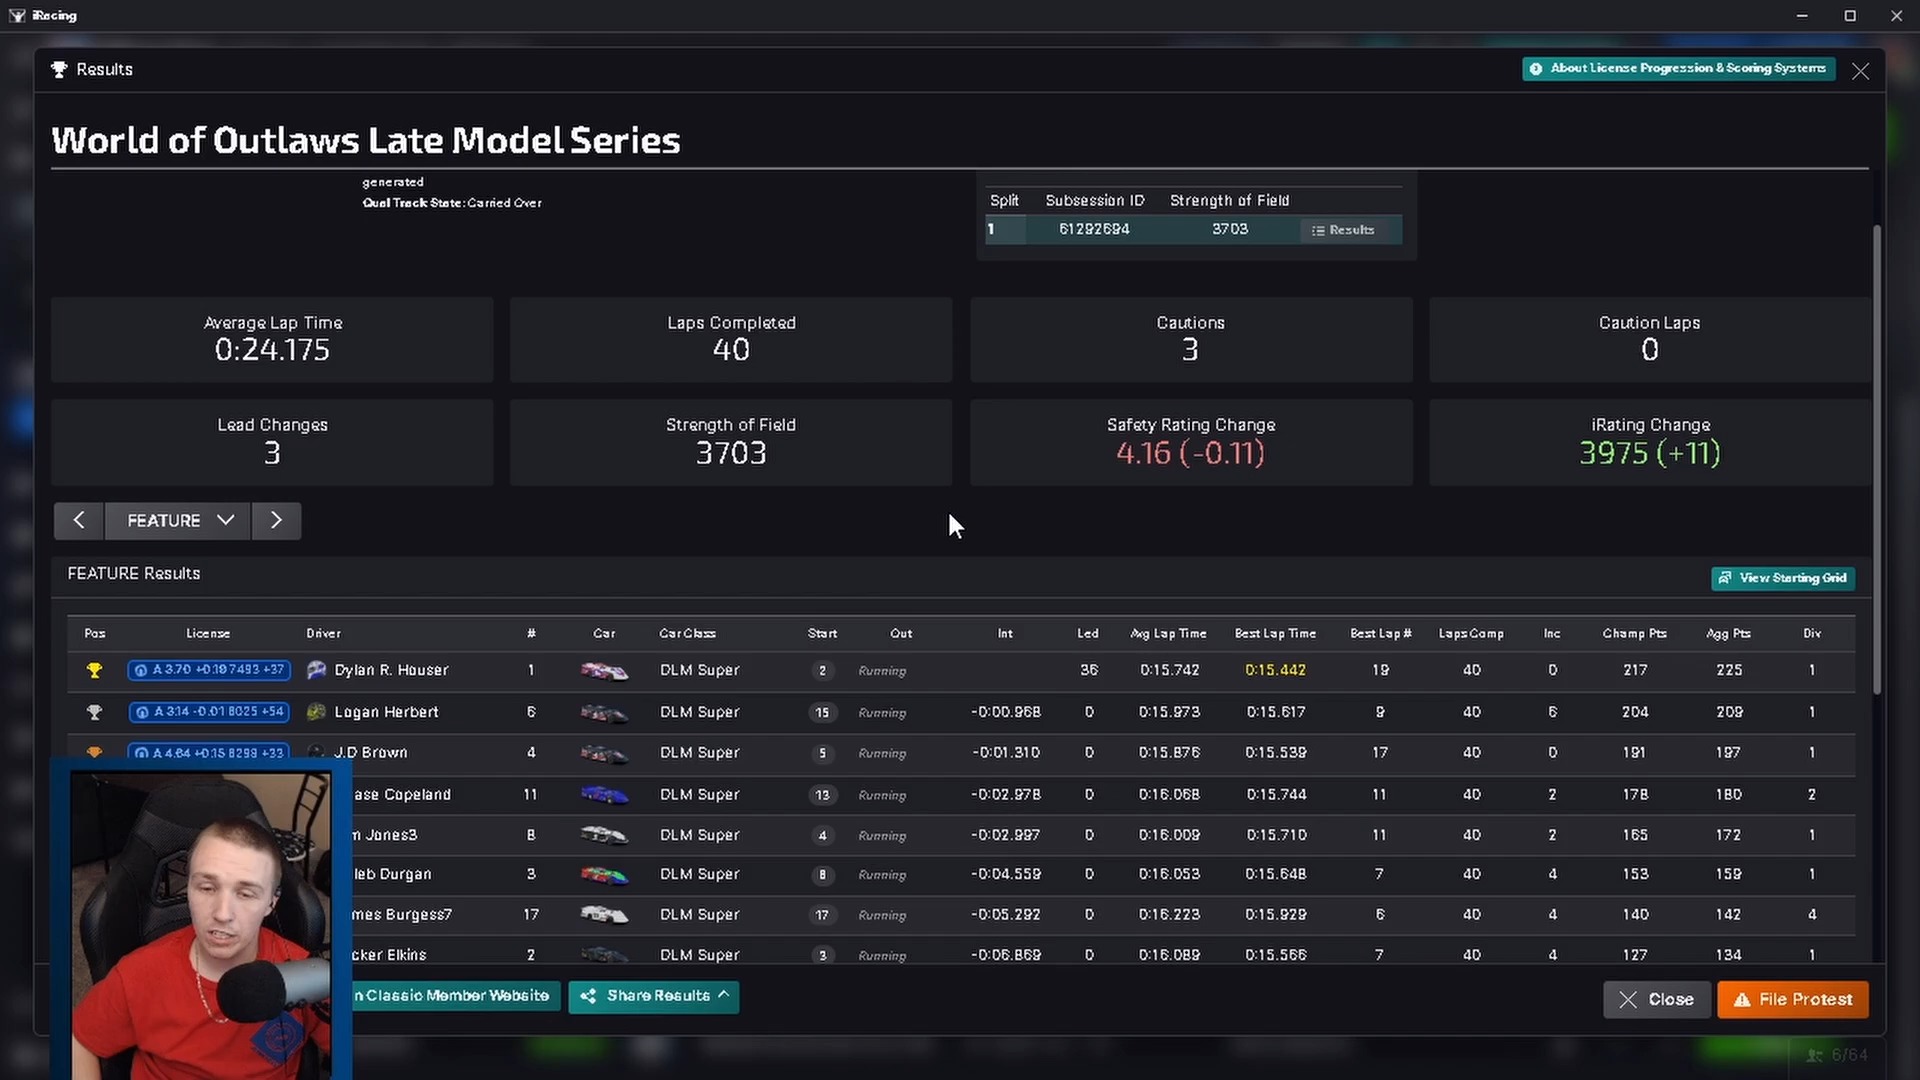 iRacing
Results
About License Progression & Scoring Systems
World of Outlaws Late Model Series
generated
Qual Track State: Carried Over
Split Subsession ID Strength of Field
1 61292694 3703 Results
Average Lap Time
0:24.175
Laps Completed
40
Cautions
3
Caution Laps
0
Lead Changes
3
Strength of Field
3703
Safety Rating Change
4.16 (-0.11)
iRating Change
3975 (+11)
FEATURE
FEATURE Results
View Starting Grid
Pos License Driver # Car Car Class Start Out Int Led Avg Lap Time Best Lap Time Best Lap # Laps Comp Inc Champ Pts Agg Pts Div
A 3.70 +0.19 7493 +37 Dylan R. Houser 1 DLM Super 2 Running 36 0:15.742 0:15.442 19 40 0 217 225 1
A 3.14 -0.01 8025 +54 Logan Herbert 6 DLM Super 15 Running -0:00.968 0 0:15.973 0:15.617 9 40 6 204 209 1
A 4.64 +0.15 8299 +33 J.D Brown 4 DLM Super 5 Running -0:01.310 0 0:15.876 0:15.539 17 40 0 191 197 1
ase Copeland 11 DLM Super 13 Running -0:02.978 0 0:16.068 0:15.744 11 40 2 178 180 2
m Jones3 8 DLM Super 4 Running -0:02.997 0 0:16.009 0:15.710 11 40 2 165 172 1
leb Durgan 3 DLM Super 8 Running -0:04.559 0 0:16.053 0:15.648 7 40 4 153 159 1
mes Burgess7 17 DLM Super 17 Running -0:05.292 0 0:16.223 0:15.929 6 40 4 140 142 4
cker Elkins 2 DLM Super 3 Running -0:06.869 0 0:16.089 0:15.566 7 40 4 127 134 1
n Classic Member Website
Share Results
Close
File Protest
6/64